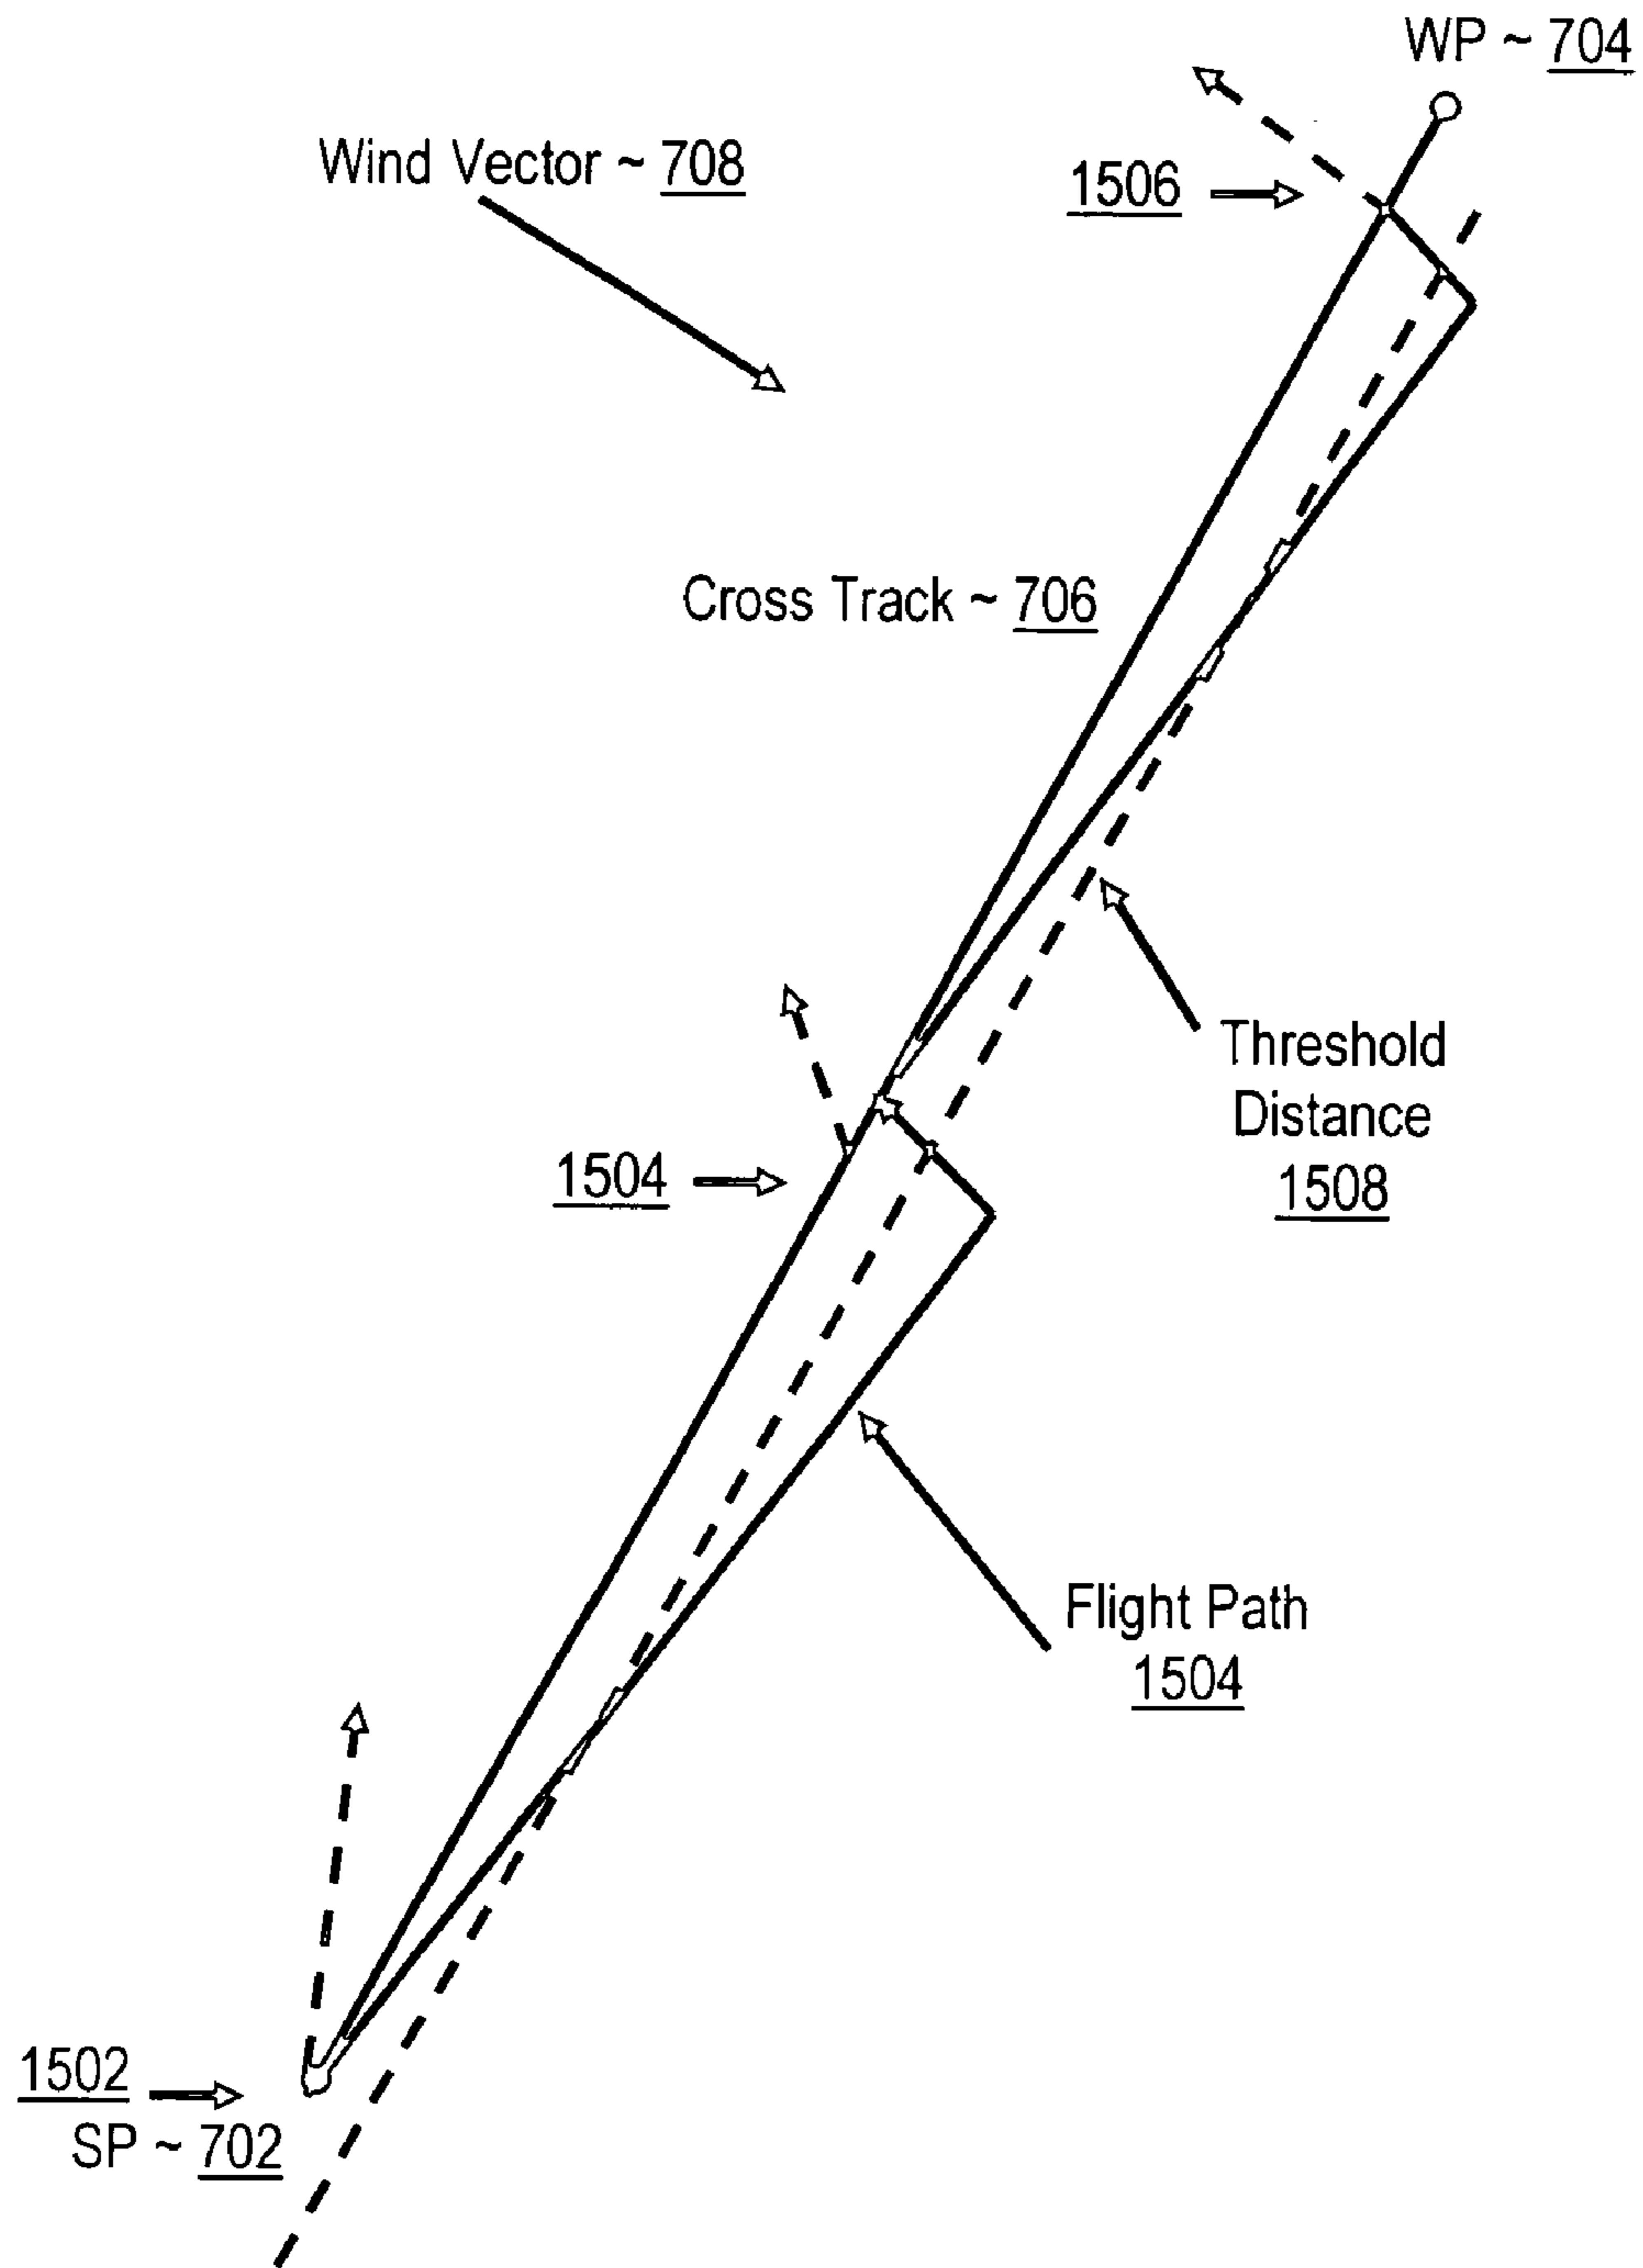 WP ~ 704
Wind Vector ~ 708
1506
Cross Track ~ 706
Threshold
Distance
1508
1504
Flight Path
1504
1502
SP ~ 702